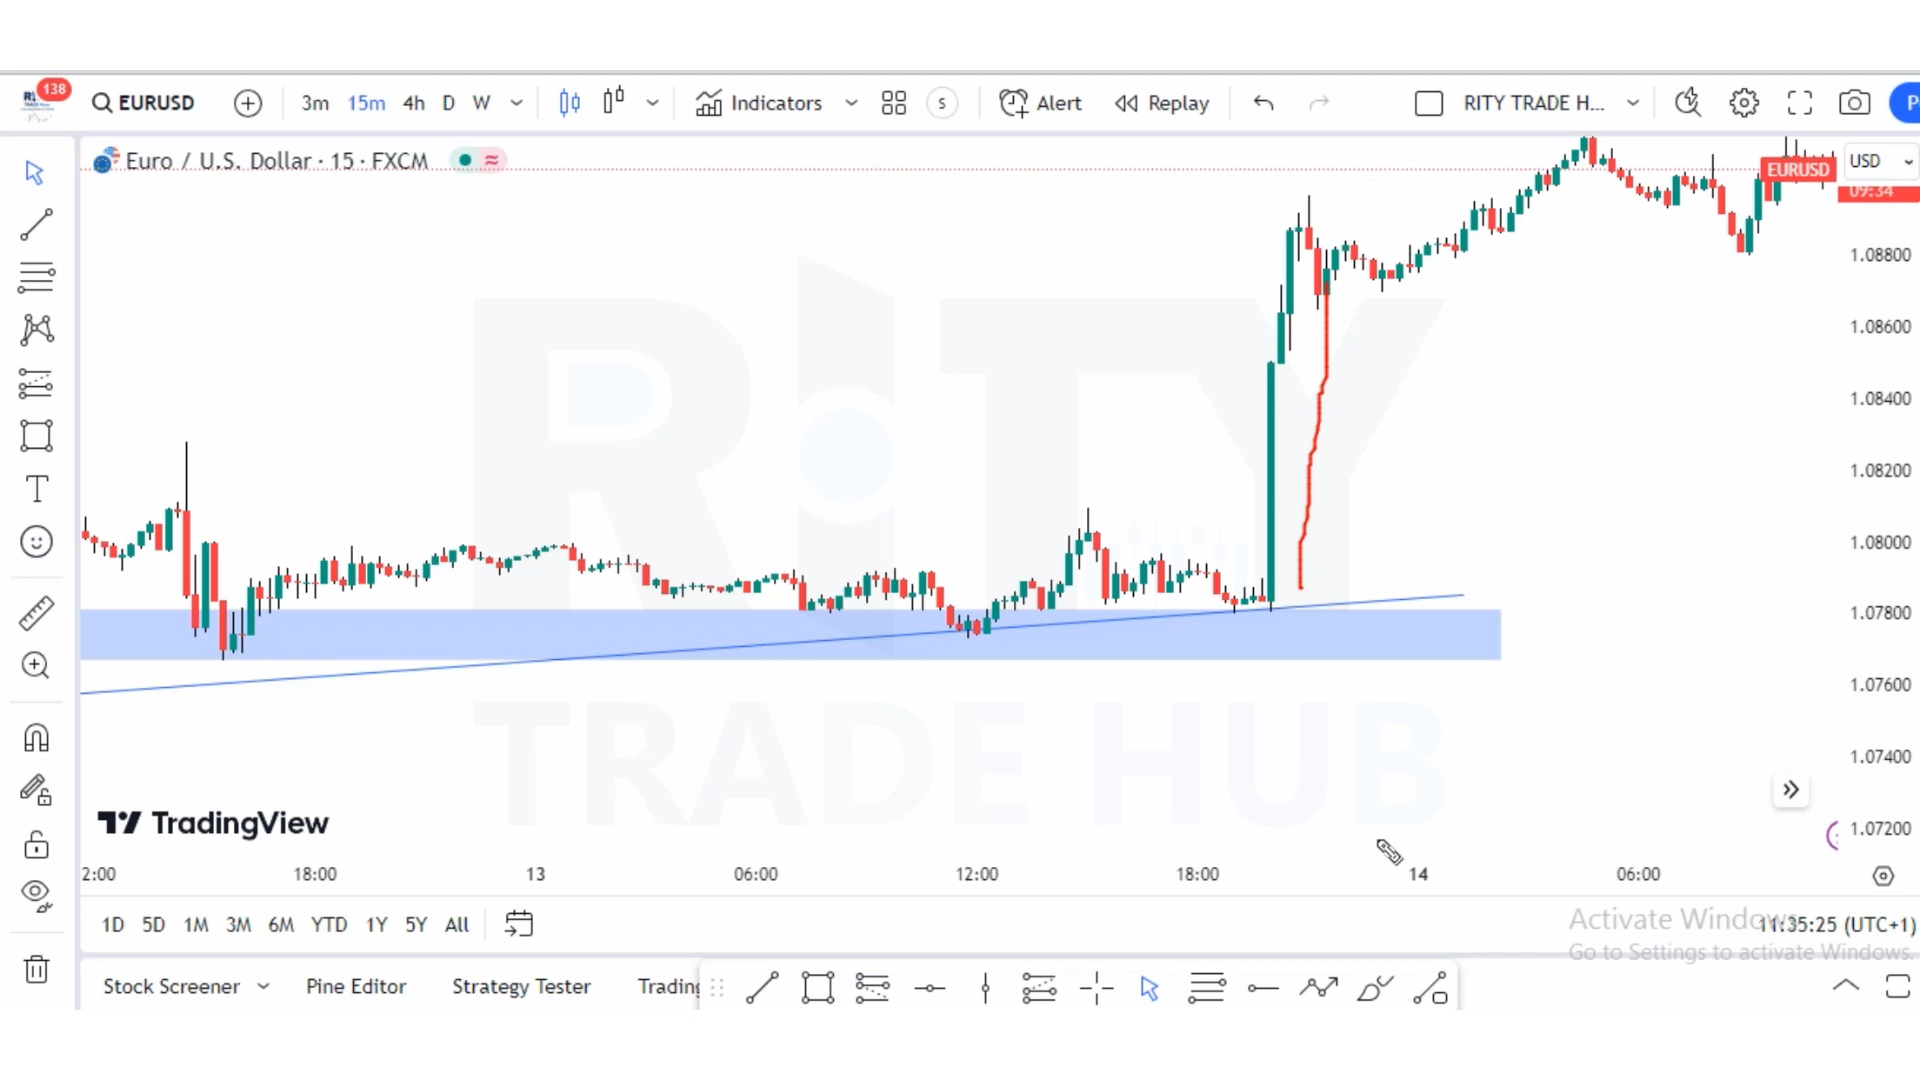 138
EURUSD 3m 15m 4h D W Indicators S Alert Replay RITY TRADE H... P
Euro / U.S. Dollar · 15 · FXCM
EURUSD
USD
09:34
1.08800
1.08600
1.08400
1.08200
1.08000
1.07800
1.07600
1.07400
1.07200
RiTY
TRADE HUB
TradingView
2:00 18:00 13 06:00 12:00 18:00 14 06:00
1D 5D 1M 3M 6M YTD 1Y 5Y All
11:35:25 (UTC+1)
Activate Windows
Go to Settings to activate Windows.
Stock Screener Pine Editor Strategy Tester Trading